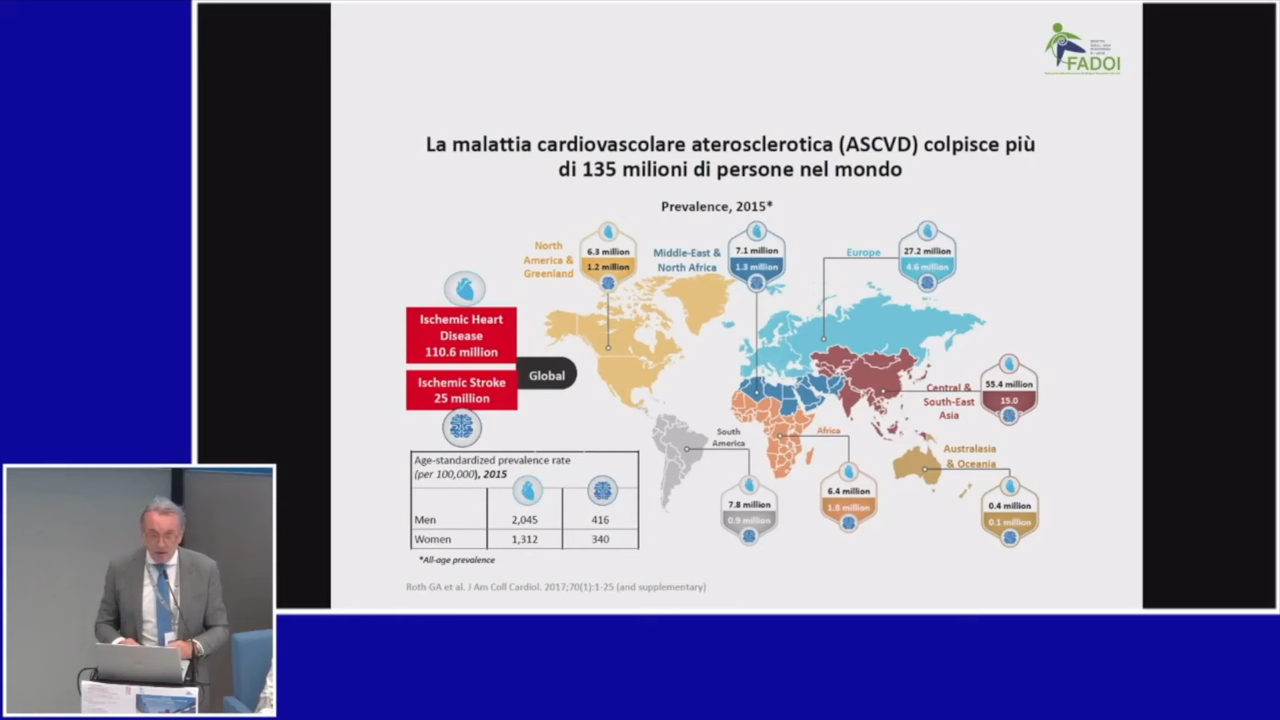 FADOI
La malattia cardiovascolare aterosclerotica (ASCVD) colpisce più
di 135 milioni di persone nel mondo
Prevalence, 2015*
North
America &
Greenland
6.3 million
1.2 million
Middle-East &
North Africa
7.1 million
1.3 million
Europe
27.2 million
4.6 million
Ischemic Heart
Disease
110.6 million
Global
Ischemic Stroke
25 million
Central &
South-East
Asia
55.4 million
15.0
South
America
7.8 million
0.9 million
Africa
6.4 million
1.8 million
Australasia
& Oceania
0.4 million
0.1 million
Age-standardized prevalence rate
(per 100,000), 2015
Men 2,045 416
Women 1,312 340
*All-age prevalence
Roth GA et al. J Am Coll Cardiol. 2017;70(1):1-25 (and supplementary)